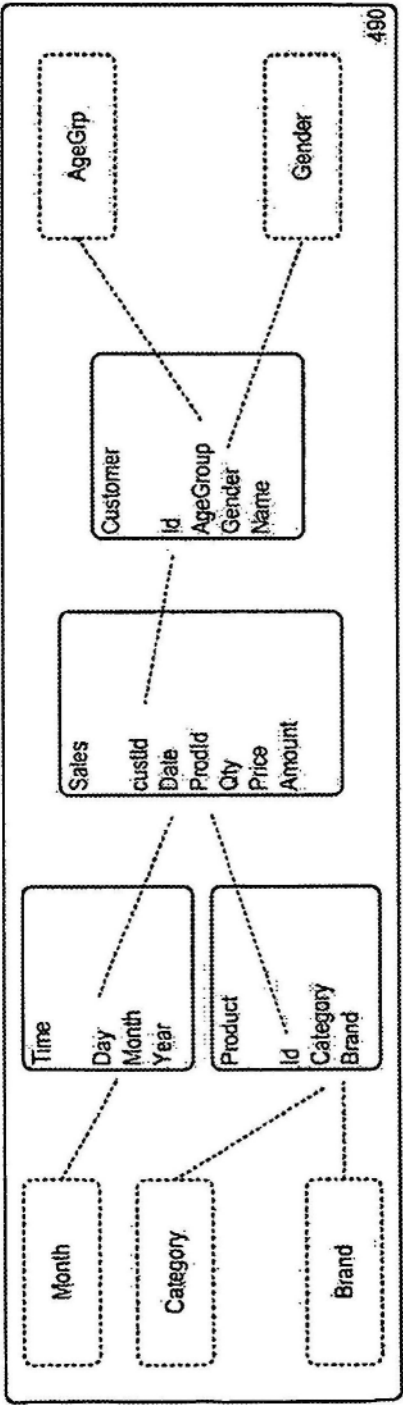 Month
Category
Brand
Time
Day
Month
Year
Product
Id
Category
Brand
Sales
custId
Date
ProdId
Qty
Price
Amount
Customer
Id
AgeGroup
Gender
Name
AgeGrp
Gender
490